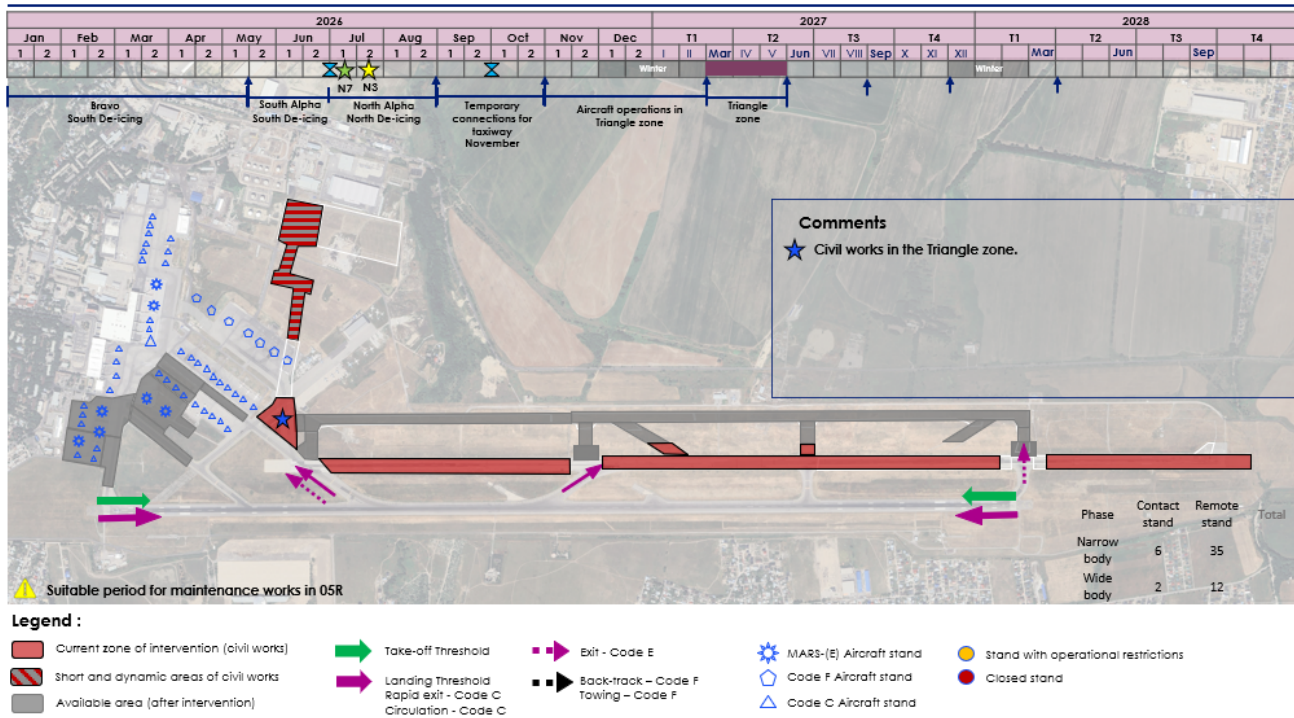 2026 2027 2028
Jan Feb Mar Apr May Jun Jul Aug Sep Oct Nov Dec T1 T2 T3 T4 T1 T2 T3 T4
1 2 1 2 1 2 1 2 1 2 1 2 1 2 1 2 1 2 1 2 1 2 1 2 I II Mar IV V Jun VII VIII Sep X XI XII Mar Jun Sep
Winter Winter
N7 N3
Bravo
South De-icing
South Alpha
South De-icing
North Alpha
North De-icing
Temporary
connections for
taxiway
November
Aircraft operations in
Triangle zone
Triangle
zone
Comments
Civil works in the Triangle zone.
Phase Contact stand Remote stand Total
Narrow body 6 35
Wide body 2 12
Suitable period for maintenance works in 05R
Legend :
Current zone of intervention (civil works)
Short and dynamic areas of civil works
Available area (after intervention)
Take-off Threshold
Landing Threshold
Rapid exit - Code C
Circulation - Code C
Exit - Code E
Back-track – Code F
Towing – Code F
MARS-(E) Aircraft stand
Code F Aircraft stand
Code C Aircraft stand
Stand with operational restrictions
Closed stand